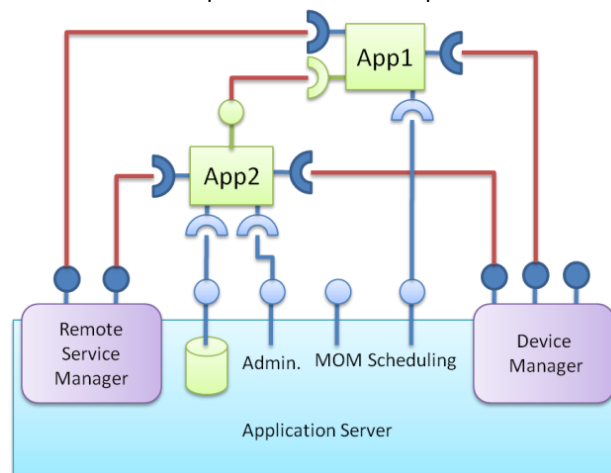 App1
App2
Remote
Service
Manager
Admin.
MOM Scheduling
Device
Manager
Application Server